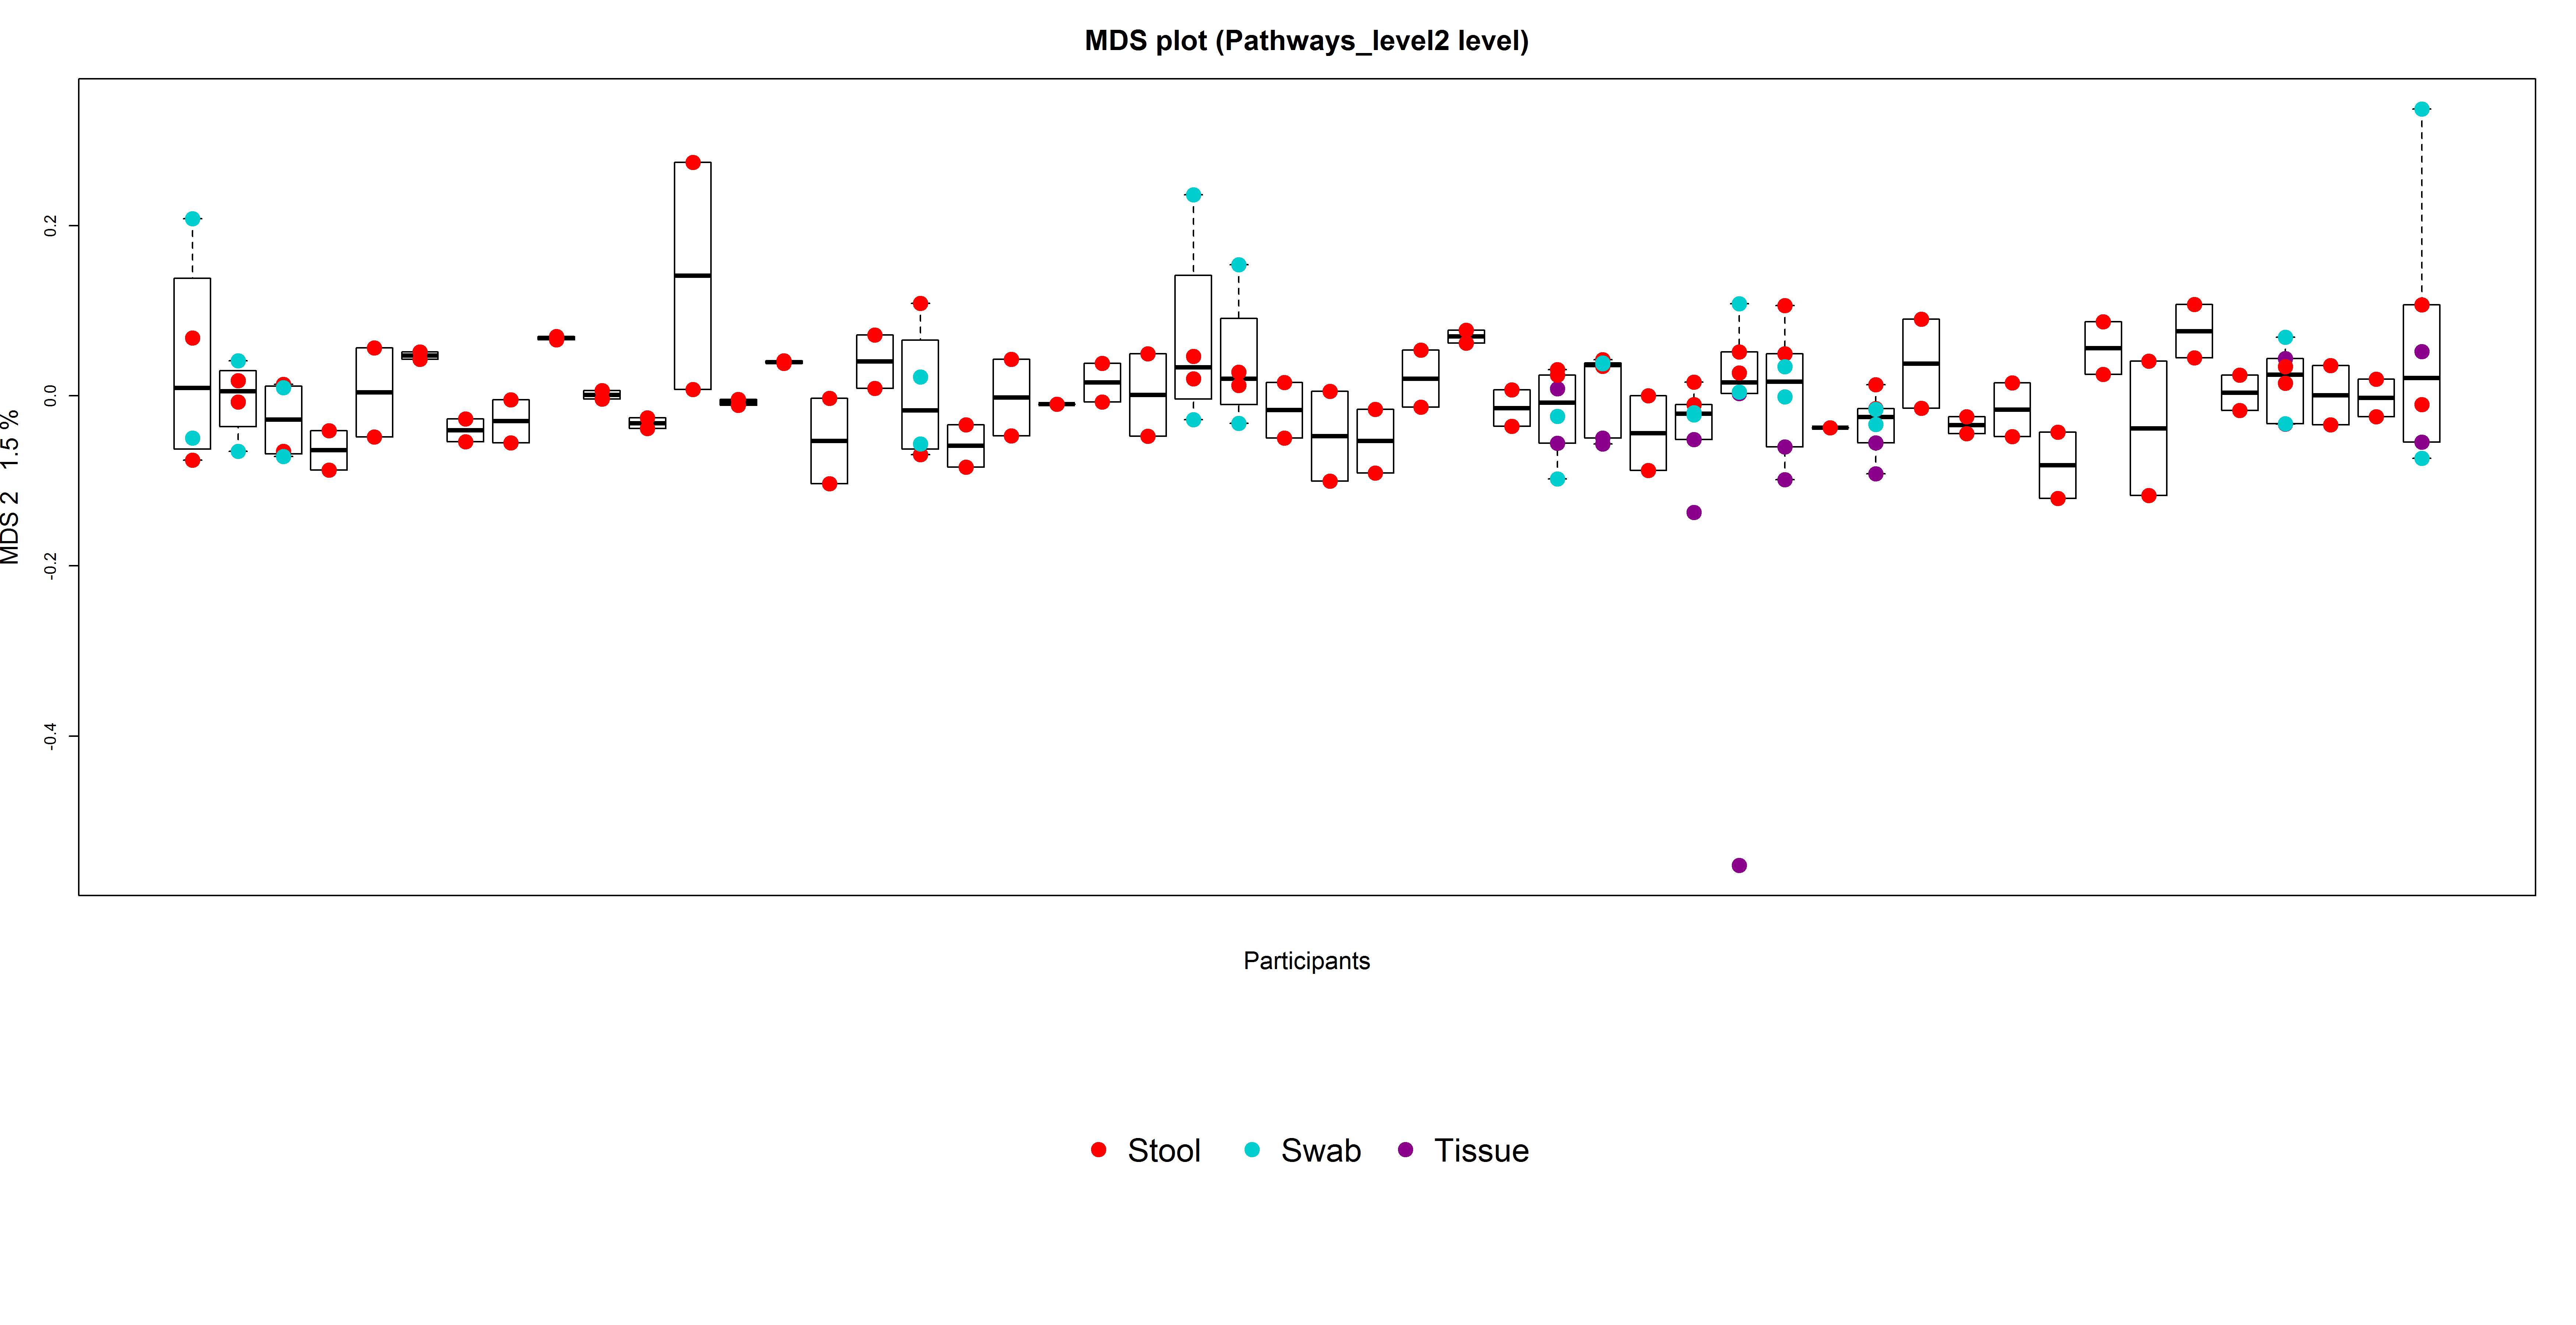 MDS plot (Pathways_level2 level)
MDS 2 1.5 %
0.2
0.0
-0.2
-0.4
Participants
Stool Swab Tissue